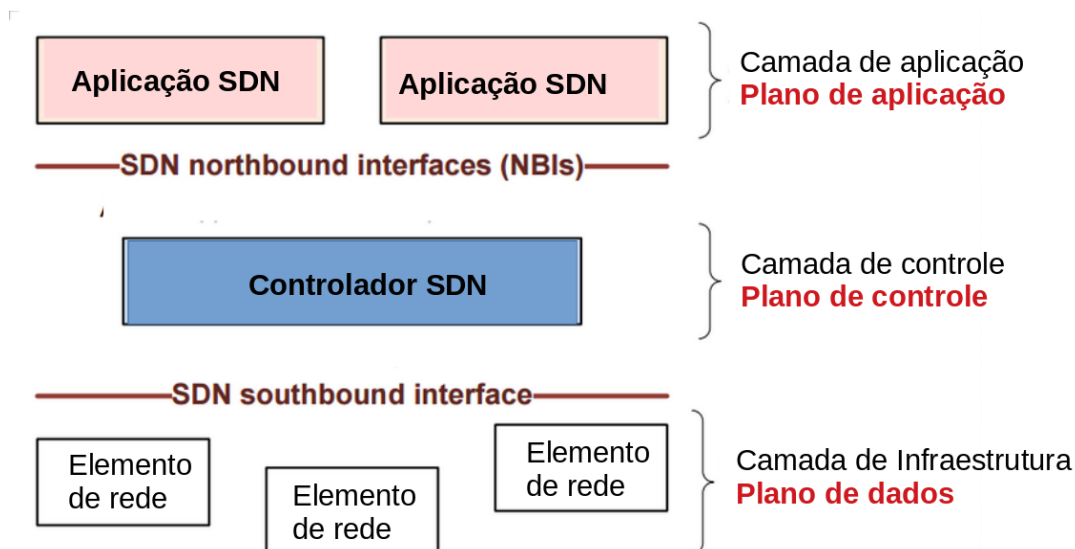 Aplicação SDN
Aplicação SDN
Camada de aplicação
Plano de aplicação
SDN northbound interfaces (NBIs)
Controlador SDN
Camada de controle
Plano de controle
SDN southbound interface
Elemento
de rede
Elemento
de rede
Elemento
de rede
Camada de Infraestrutura
Plano de dados